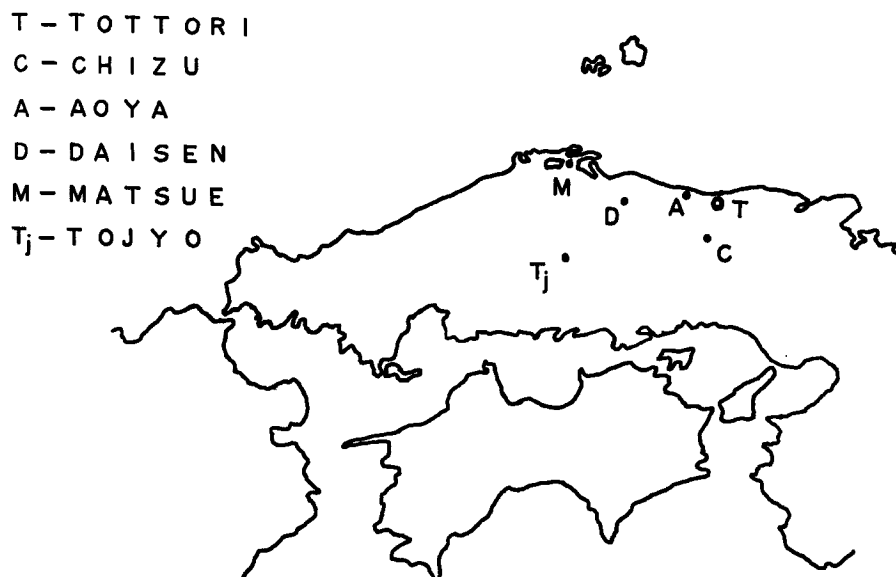 T – TOTTORI
C – CHIZU
A – AOYA
D – DAISEN
M – MATSUE
Tj – TOJYO
M
D
A
T
C
Tj